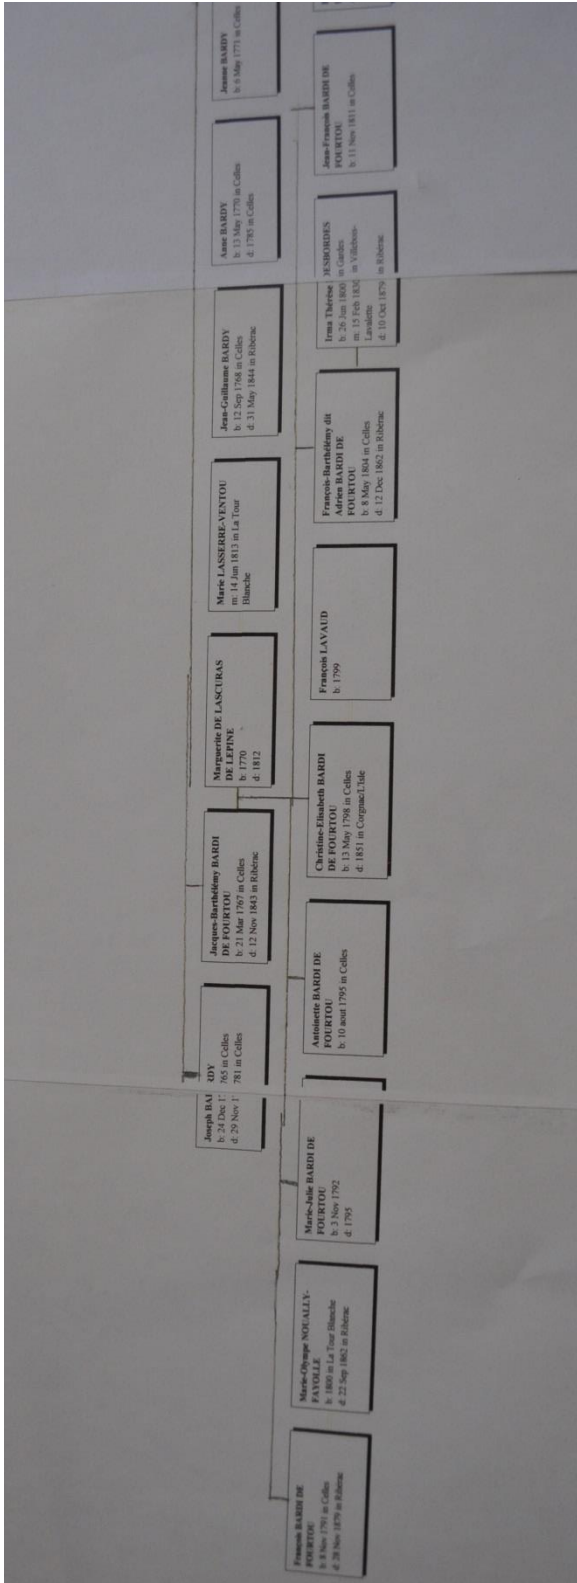 Joseph BARDY
b: 24 Dec 1765 in Celles
d: 29 Nov 1781 in Celles
Jacques-Barthélémy BARDI
DE FOURTOU
b: 21 Mar 1767 in Celles
d: 12 Nov 1843 in Ribérac
Marguerite DE LASCURAS
DE LEPINE
b: 1770
d: 1812
Marie LASSERRE-VENTOU
m: 14 Jun 1813 in La Tour
Blanche
Jean-Guillaume BARDY
b: 12 Sep 1768 in Celles
d: 31 May 1844 in Ribérac
Anne BARDY
b: 13 May 1770 in Celles
d: 1785 in Celles
Jeanne BARDY
b: 6 May 1771 in Celles
François BARDI DE
FOURTOU
b: 8 Nov 1791 in Celles
d: 28 Nov 1879 in Ribérac
Marie-Olympe NOUALLY-
FAYOLLE
b: 1800 in La Tour Blanche
d: 22 Sep 1862 in Ribérac
Marie-Julie BARDI DE
FOURTOU
b: 3 Nov 1792
d: 1795
Antoinette BARDI DE
FOURTOU
b: 10 aout 1795 in Celles
Christine-Elisabeth BARDI
DE FOURTOU
b: 13 May 1798 in Celles
d: 1851 in Corgnac/L'Isle
François LAVAUD
b: 1799
François-Barthélémy dit
Adrien BARDI DE
FOURTOU
b: 8 May 1804 in Celles
d: 12 Dec 1862 in Ribérac
Irma Thérèse DESBORDES
b: 26 Jun 1800 in Gardes
m: 15 Feb 1830 in Villebois-
Lavalette
d: 10 Oct 1879 in Ribérac
Jean-François BARDI DE
FOURTOU
b: 11 Nov 1811 in Celles